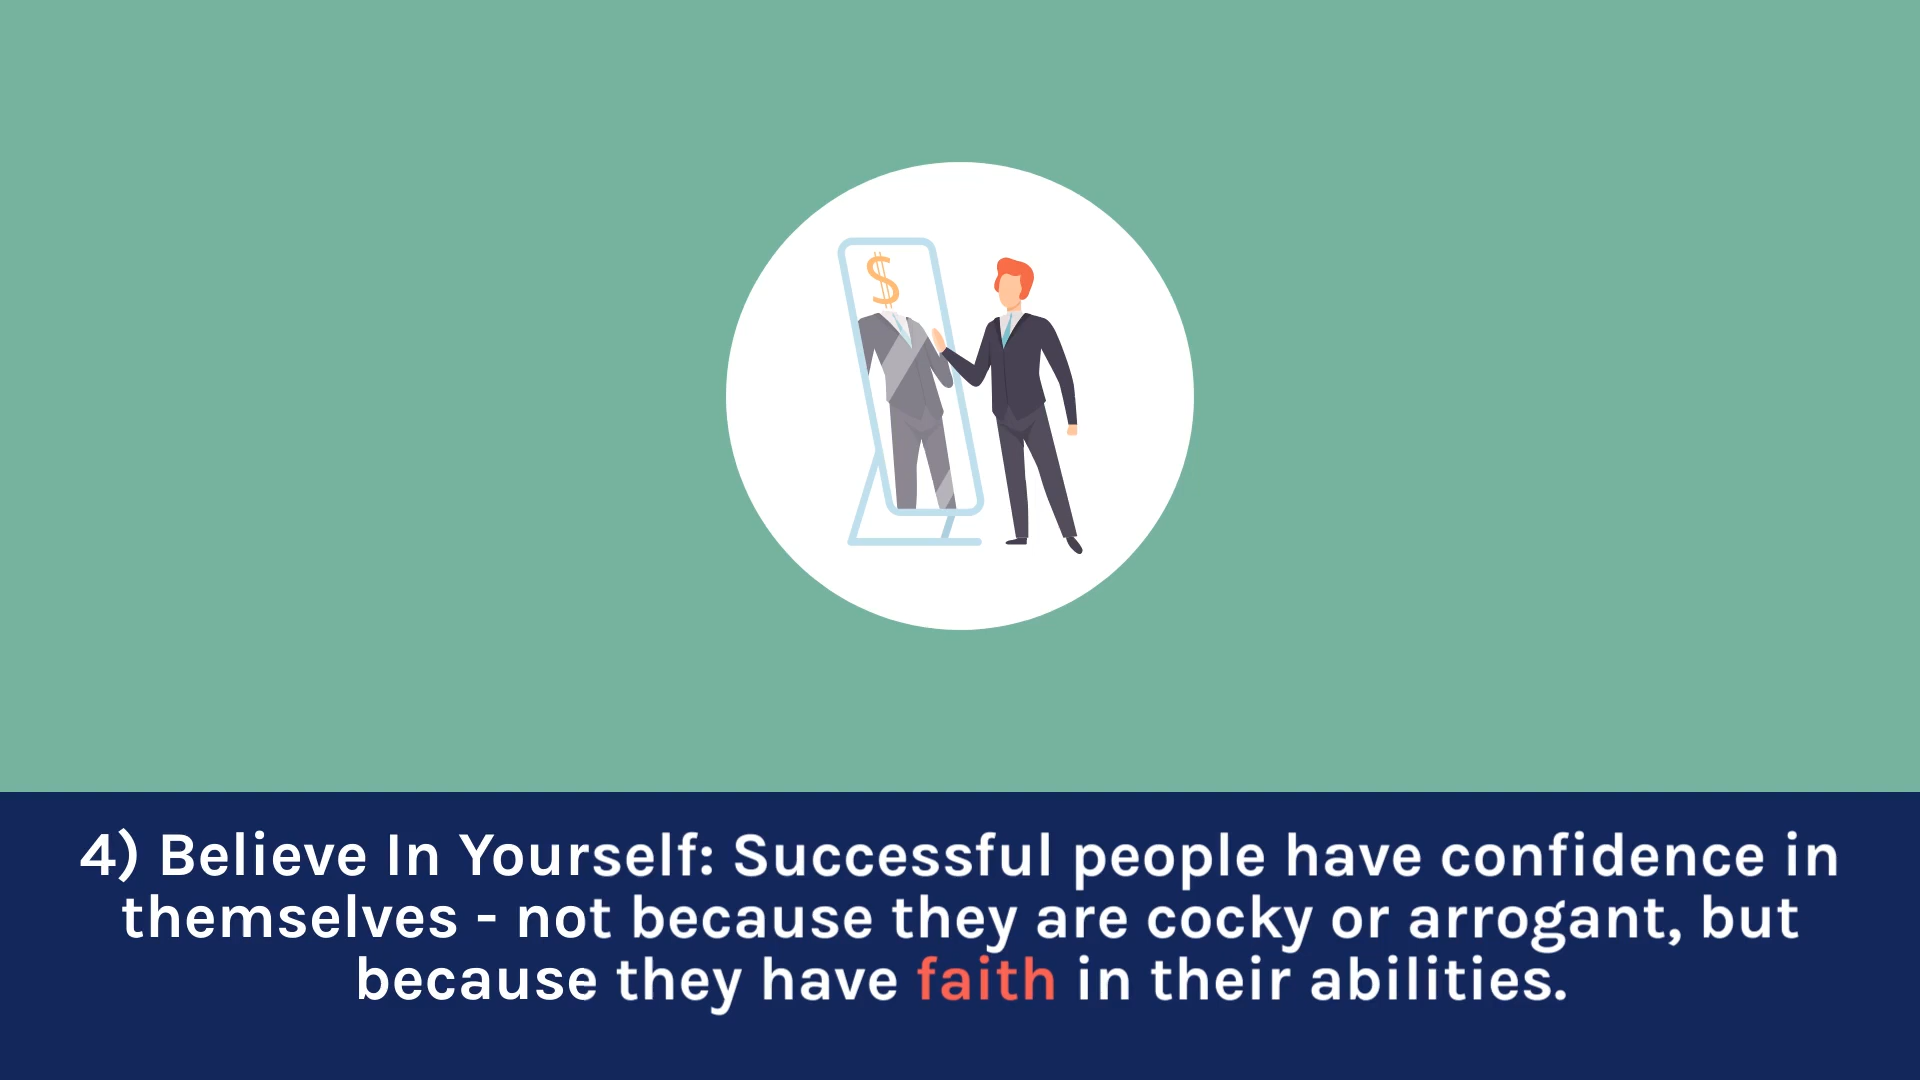 $
4) Believe In Yourself: Successful people have confidence in
themselves - not because they are cocky or arrogant, but
because they have faith in their abilities.